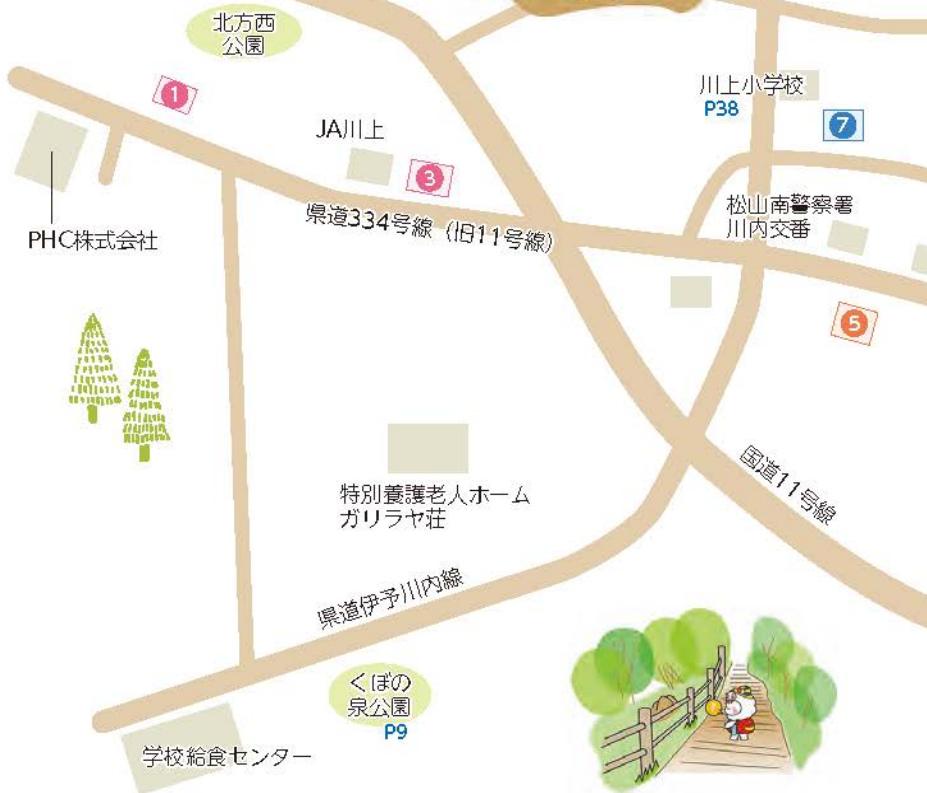 北方西
公園
1
川上小学校
P38
7
JA川上
3
県道334号線（旧11号線）
松山南警察署
川内交番
PHC株式会社
5
特別養護老人ホーム
ガリラヤ荘
国道11号線
県道伊予川内線
くぼの
泉公園
P9
学校給食センター